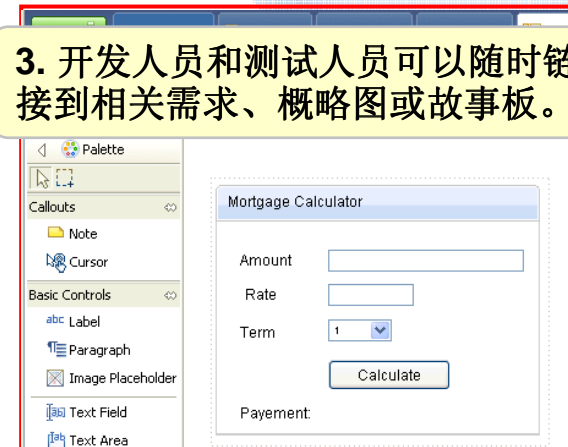 3. 开发人员和测试人员可以随时链
接到相关需求、概略图或故事板。
Palette
Callouts
Note
Cursor
Basic Controls
abc Label
Paragraph
Image Placeholder
Text Field
Text Area
Mortgage Calculator
Amount
Rate
Term
1
Calculate
Payement: